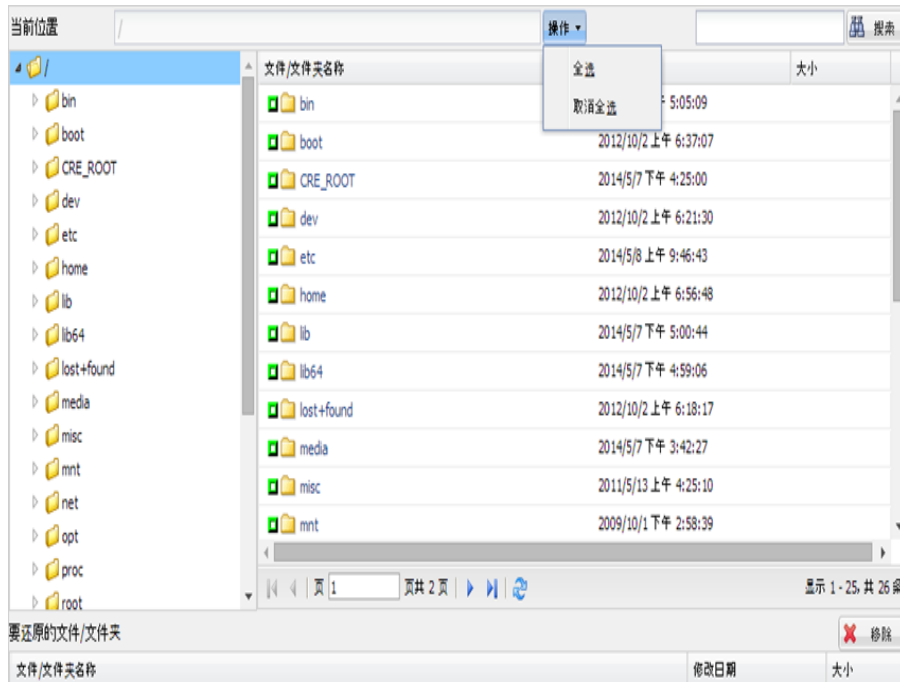 当前位置 / 操作 搜索
全选
取消全选
/
bin
boot
CRE_ROOT
dev
etc
home
lib
lib64
lost+found
media
misc
mnt
net
opt
proc
root
文件/文件夹名称 大小
bin 5:05:09
boot 2012/10/2 上午 6:37:07
CRE_ROOT 2014/5/7 下午 4:25:00
dev 2012/10/2 上午 6:21:30
etc 2014/5/8 上午 9:46:43
home 2012/10/2 上午 6:56:48
lib 2014/5/7 下午 5:00:44
lib64 2014/5/7 下午 4:59:06
lost+found 2012/10/2 上午 6:18:17
media 2014/5/7 下午 3:42:27
misc 2011/5/13 上午 4:25:10
mnt 2009/10/1 下午 2:58:39
页 1 页共 2 页 显示 1 - 25, 共 26 条
要还原的文件/文件夹 移除
文件/文件夹名称 修改日期 大小